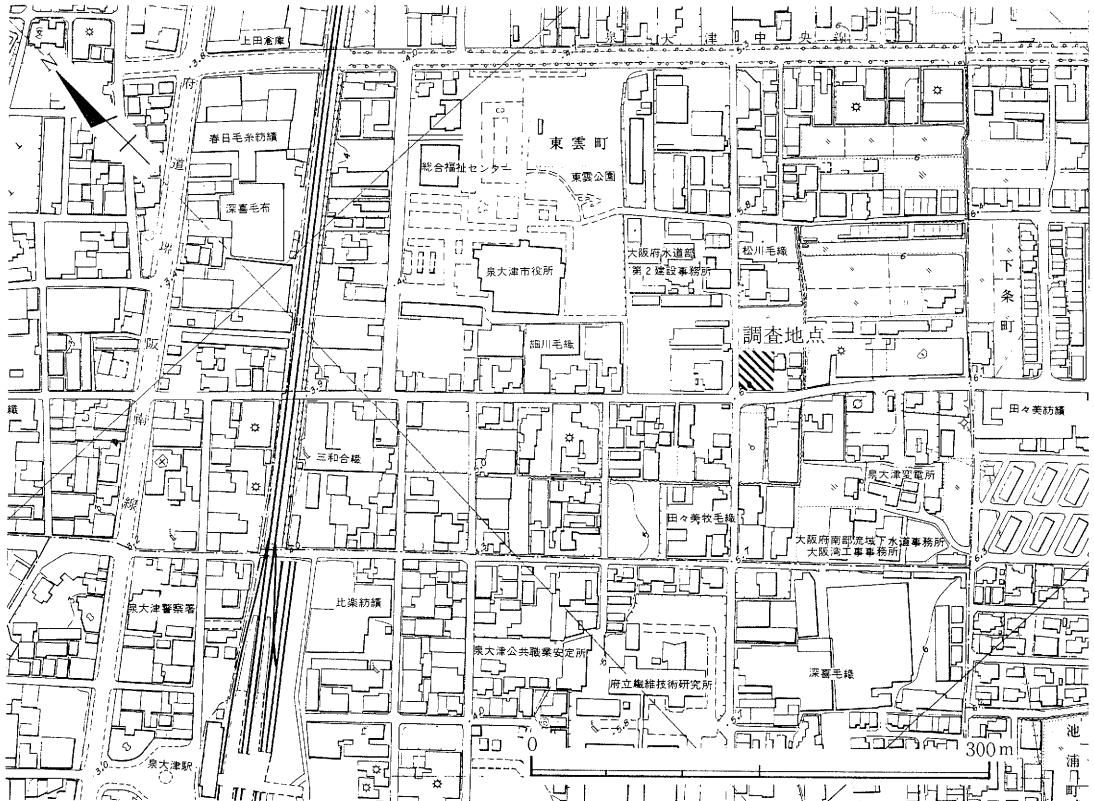 上田倉庫
泉大津中央線
N
府道堺阪南線
春日毛糸紡績
総合福祉センター
東雲町
東雲公園
深喜毛布
泉大津市役所
大阪府水道部
第2建設事務所
松川毛織
下条町
細川毛織
調査地点
田々美紡績
三和合繊
泉大津変電所
田々美牧毛織
大阪府南部流域下水道事務所
大阪湾工事事務所
泉大津警察署
比楽紡績
泉大津公共職業安定所
府立繊維技術研究所
深喜毛織
池浦町
泉大津駅
0
300m